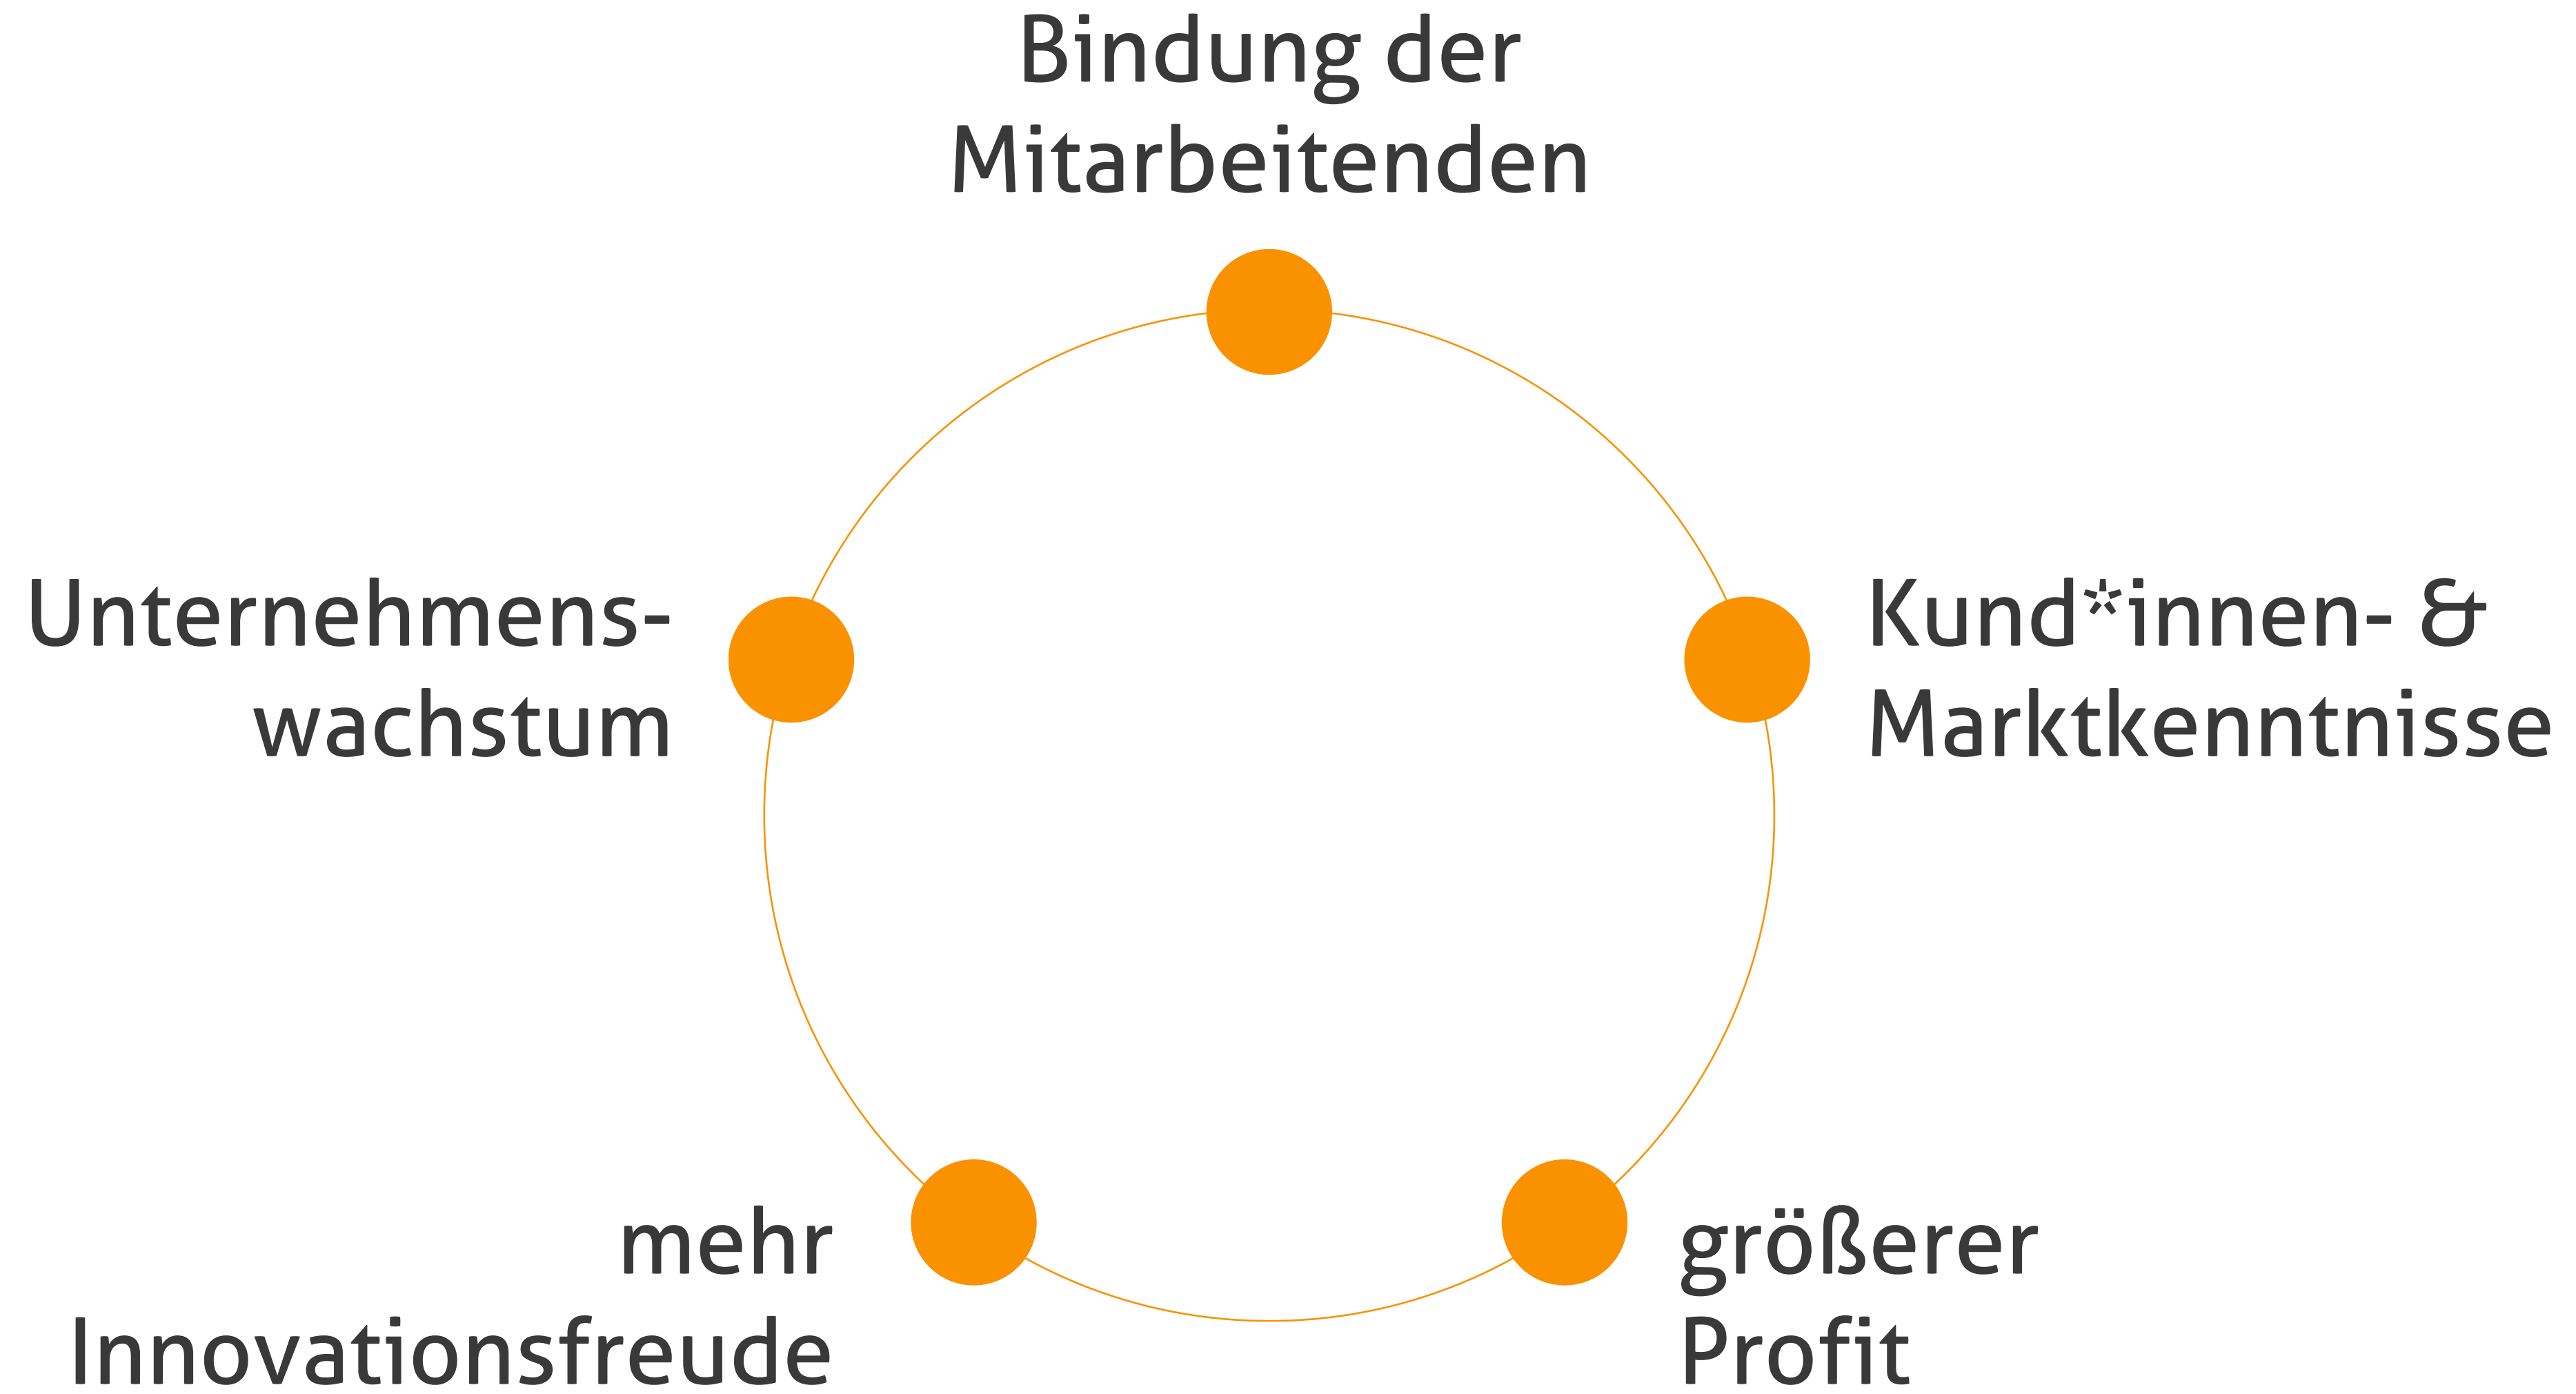 Bindung der
Mitarbeitenden
Unternehmens-
wachstum
Kund*innen- &
Marktkenntnisse
mehr
Innovationsfreude
größerer
Profit